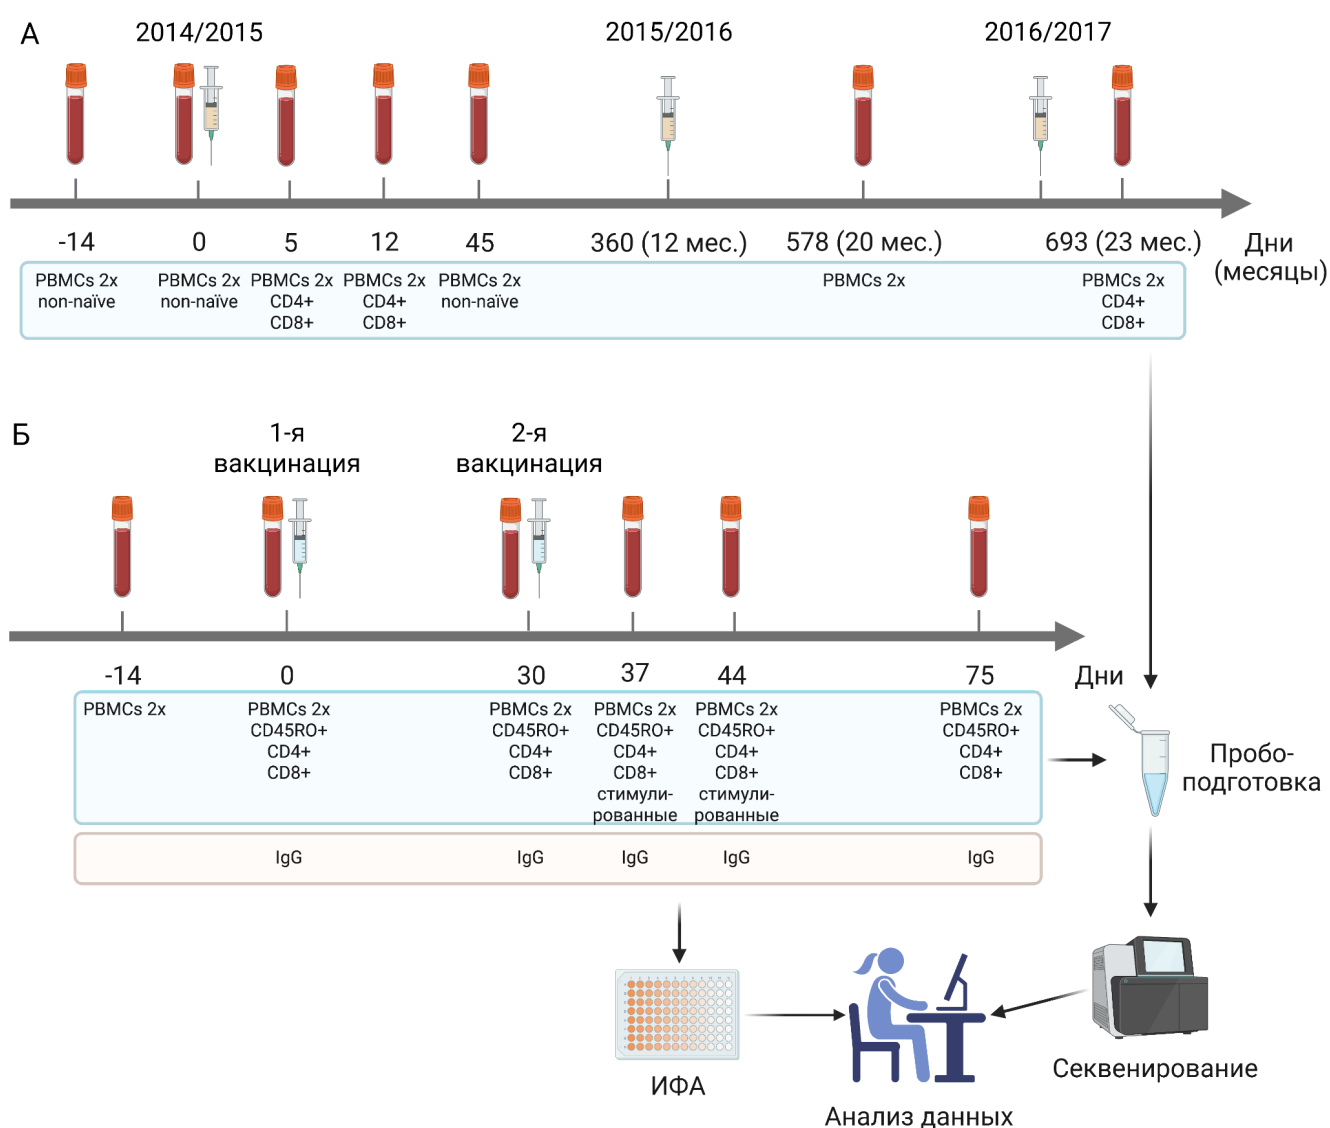 А
2014/2015
2015/2016
2016/2017
-14
0
5
12
45
360 (12 мес.)
578 (20 мес.)
693 (23 мес.)
Дни
(месяцы)
PBMCs 2x
non-naïve
PBMCs 2x
non-naïve
PBMCs 2x
CD4+
CD8+
PBMCs 2x
CD4+
CD8+
PBMCs 2x
non-naïve
PBMCs 2x
PBMCs 2x
CD4+
CD8+
Б
1-я
вакцинация
2-я
вакцинация
-14
0
30
37
44
75
Дни
PBMCs 2x
PBMCs 2x
CD45RO+
CD4+
CD8+
PBMCs 2x
CD45RO+
CD4+
CD8+
PBMCs 2x
CD45RO+
CD4+
CD8+
стимули-
рованные
PBMCs 2x
CD45RO+
CD4+
CD8+
стимули-
рованные
PBMCs 2x
CD45RO+
CD4+
CD8+
IgG
IgG
IgG
IgG
IgG
Пробо-
подготовка
Секвенирование
ИФА
Анализ данных